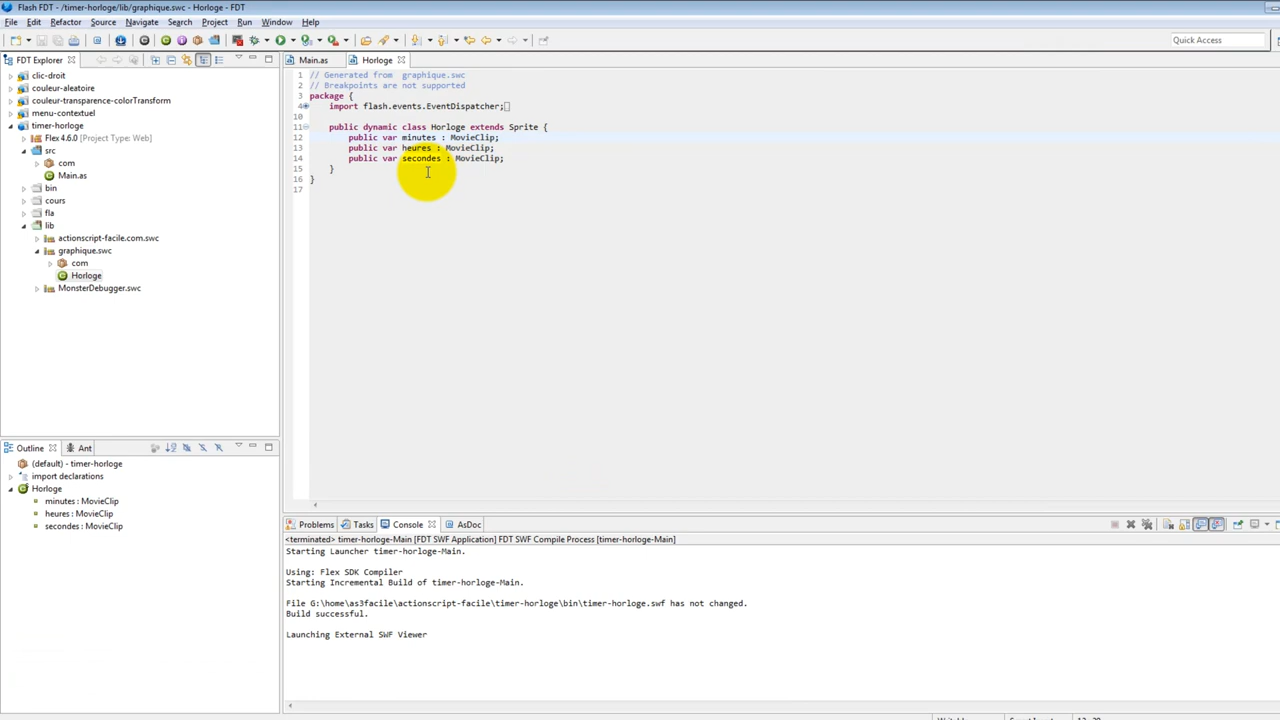 Flash FDT - /timer-horloge/lib/graphique.swc - Horloge - FDT
File Edit Refactor Source Navigate Search Project Run Window Help
Quick Access
FDT Explorer
clic-droit
couleur-aleatoire
couleur-transparence-colorTransform
menu-contextuel
timer-horloge
Flex 4.6.0 [Project Type: Web]
src
com
Main.as
bin
cours
fla
lib
actionscript-facile.com.swc
graphique.swc
com
Horloge
MonsterDebugger.swc
Main.as Horloge
1 // Generated from graphique.swc
2 // Breakpoints are not supported
3 package {
4 import flash.events.EventDispatcher;
10
11 public dynamic class Horloge extends Sprite {
12 public var minutes : MovieClip;
13 public var heures : MovieClip;
14 public var secondes : MovieClip;
15 }
16 }
17
Outline Ant
(default) - timer-horloge
import declarations
Horloge
minutes : MovieClip
heures : MovieClip
secondes : MovieClip
Problems Tasks Console AsDoc
<terminated> timer-horloge-Main [FDT SWF Application] FDT SWF Compile Process [timer-horloge-Main]
Starting Launcher timer-horloge-Main.
Using: Flex SDK Compiler
Starting Incremental Build of timer-horloge-Main.
File G:\home\as3facile\actionscript-facile\timer-horloge\bin\timer-horloge.swf has not changed.
Build successful.
Launching External SWF Viewer